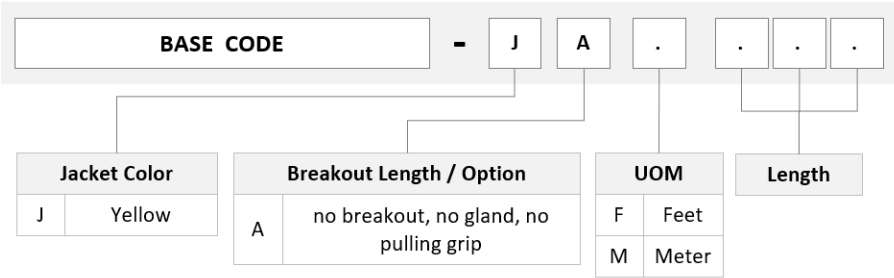 BASE CODE - J A . . . .
Jacket Color
J Yellow
Breakout Length / Option
A no breakout, no gland, no
pulling grip
UOM
F Feet
M Meter
Length